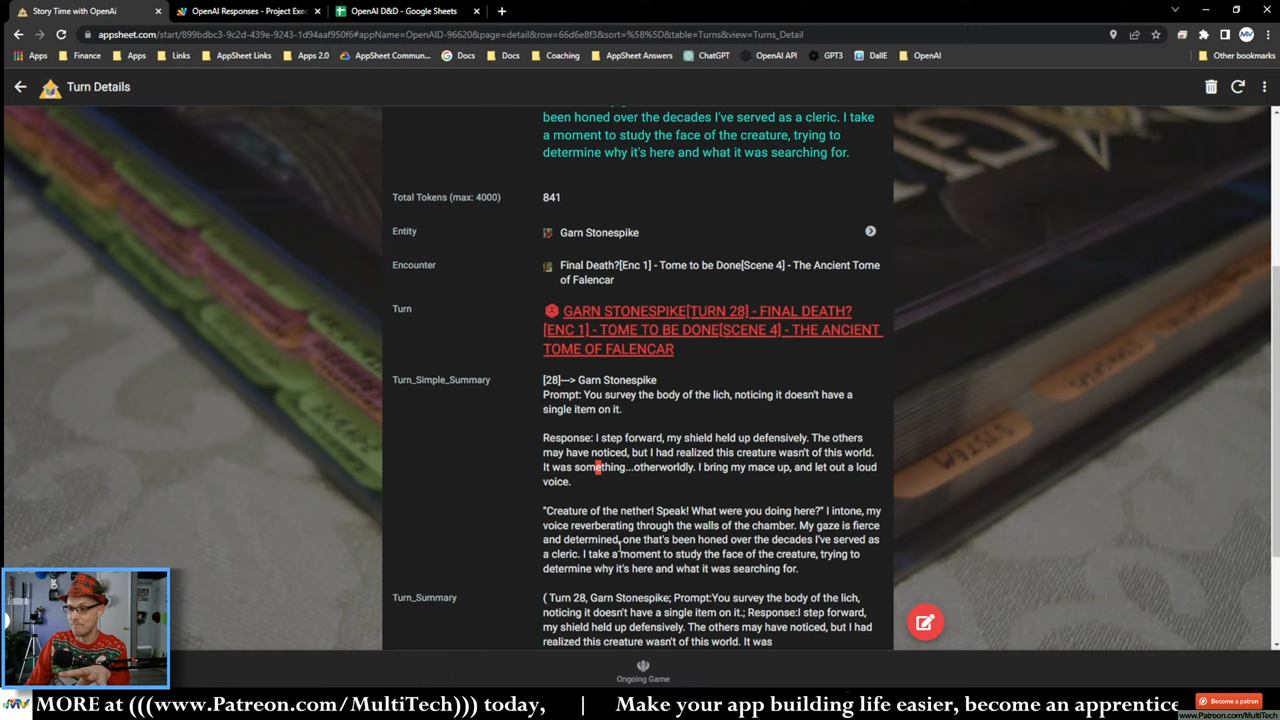 Story Time with OpenAi
OpenAI Responses - Project Exec
OpenAI D&D - Google Sheets
appsheet.com/start/899bdbc3-9c2d-439e-9243-1d94aaf950f6#appName=OpenAID-96620&page=detail&row=66d6e8f3&sort=%5B%5D&table=Turns&view=Turns_Detail
Apps
Finance
Apps
Links
AppSheet Links
Apps 2.0
AppSheet Commun...
Docs
Docs
Coaching
AppSheet Answers
ChatGPT
OpenAI API
GPT3
DallE
OpenAI
Other bookmarks
Turn Details
been honed over the decades I've served as a cleric. I take
a moment to study the face of the creature, trying to
determine why it's here and what it was searching for.
Total Tokens (max: 4000)
841
Entity
Garn Stonespike
Encounter
Final Death?[Enc 1] - Tome to be Done[Scene 4] - The Ancient Tome
of Falencar
Turn
GARN STONESPIKE[TURN 28] - FINAL DEATH?
[ENC 1] - TOME TO BE DONE[SCENE 4] - THE ANCIENT
TOME OF FALENCAR
Turn_Simple_Summary
[28]---> Garn Stonespike
Prompt: You survey the body of the lich, noticing it doesn't have a
single item on it.
Response: I step forward, my shield held up defensively. The others
may have noticed, but I had realized this creature wasn't of this world.
It was something...otherworldly. I bring my mace up, and let out a loud
voice.
"Creature of the nether! Speak! What were you doing here?" I intone, my
voice reverberating through the walls of the chamber. My gaze is fierce
and determined, one that's been honed over the decades I've served as
a cleric. I take a moment to study the face of the creature, trying to
determine why it's here and what it was searching for.
Turn_Summary
( Turn 28, Garn Stonespike; Prompt:You survey the body of the lich,
noticing it doesn't have a single item on it.; Response:I step forward,
my shield held up defensively. The others may have noticed, but I had
realized this creature wasn't of this world. It was
Ongoing Game
SYSTEM
MORE at (((www.Patreon.com/MultiTech))) today, | Make your app building life easier, become an apprentice
Become a patron
www.Patreon.com/MultiTech